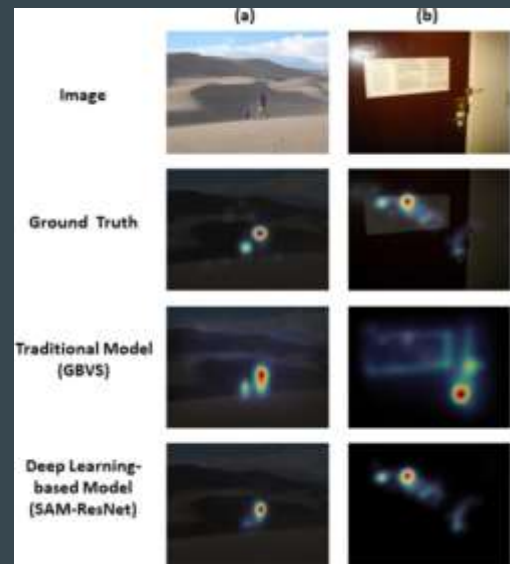 (a) (b)
Image
Ground Truth
Traditional Model
(GBVS)
Deep Learning-
based Model
(SAM-ResNet)